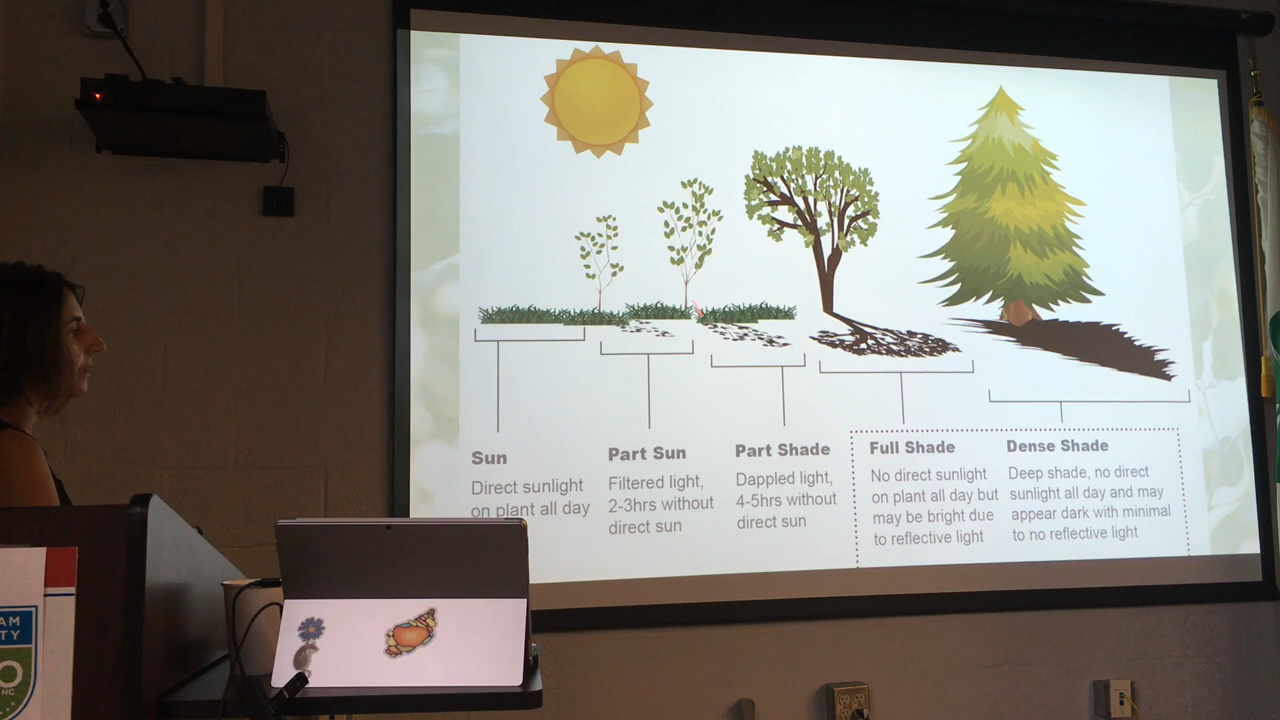 Sun
Direct sunlight
on plant all day
Part Sun
Filtered light,
2-3hrs without
direct sun
Part Shade
Dappled light,
4-5hrs without
direct sun
Full Shade
No direct sunlight
on plant all day but
may be bright due
to reflective light
Dense Shade
Deep shade, no direct
sunlight all day and may
appear dark with minimal
to no reflective light
AM
TY
O
NC